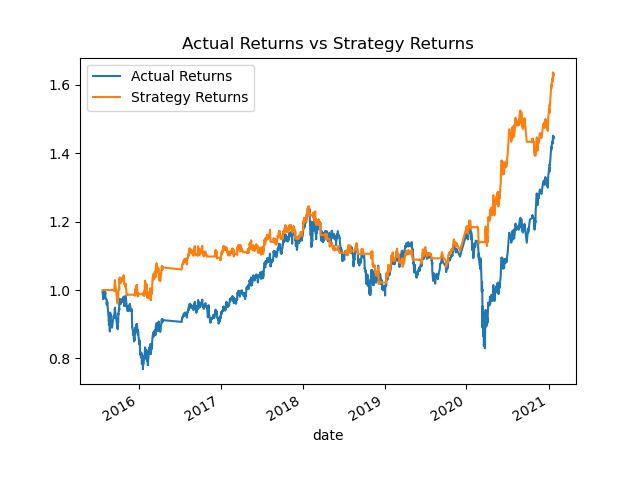 Actual Returns vs Strategy Returns
Actual Returns
Strategy Returns
1.6
1.4
1.2
1.0
0.8
2016
2017
2018
2019
2020
2021
date